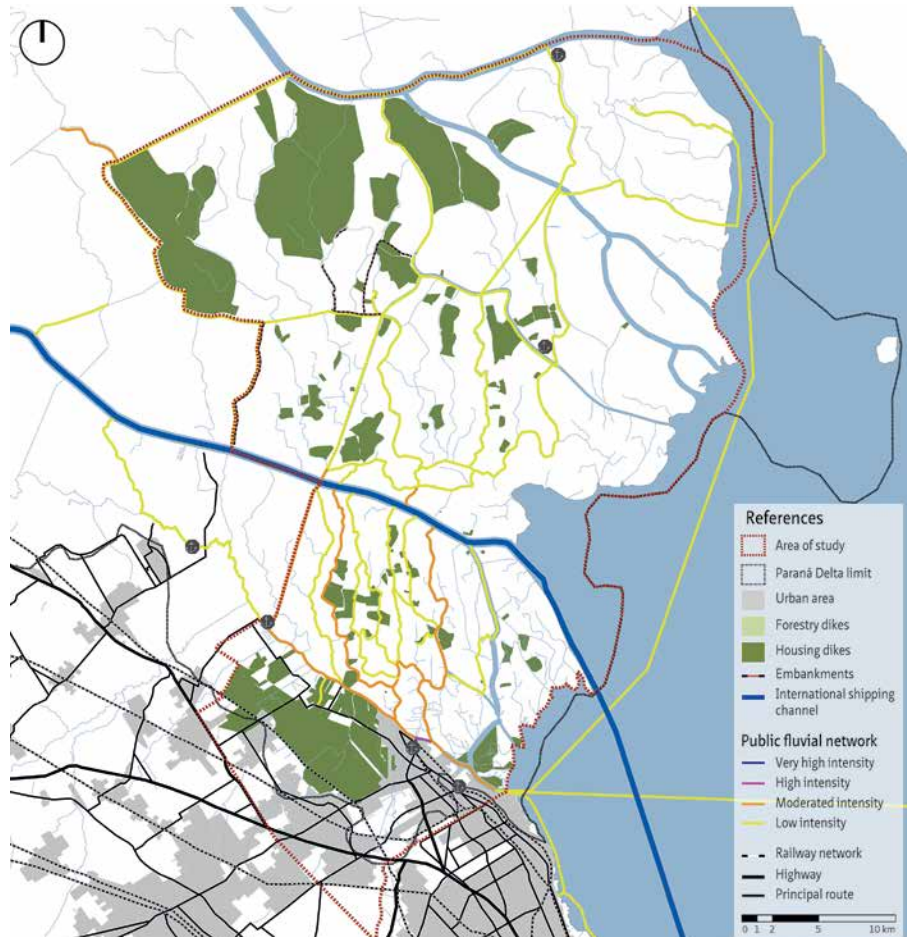 References
Area of study
Paraná Delta limit
Urban area
Forestry dikes
Housing dikes
Embankments
International shipping
channel
Public fluvial network
Very high intensity
High intensity
Moderated intensity
Low intensity
Railway network
Highway
Principal route
0 1 2 5 10 km